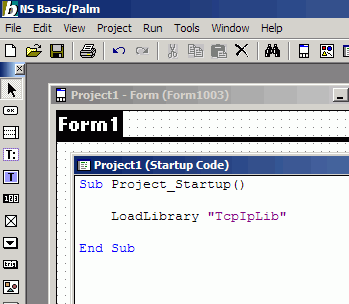 NS Basic/Palm
File Edit View Project Run Tools Window Help
Project1 - Form (Form1003)
Form1
Project1 (Startup Code)
Sub Project_Startup()
LoadLibrary "TcpIpLib"
End Sub